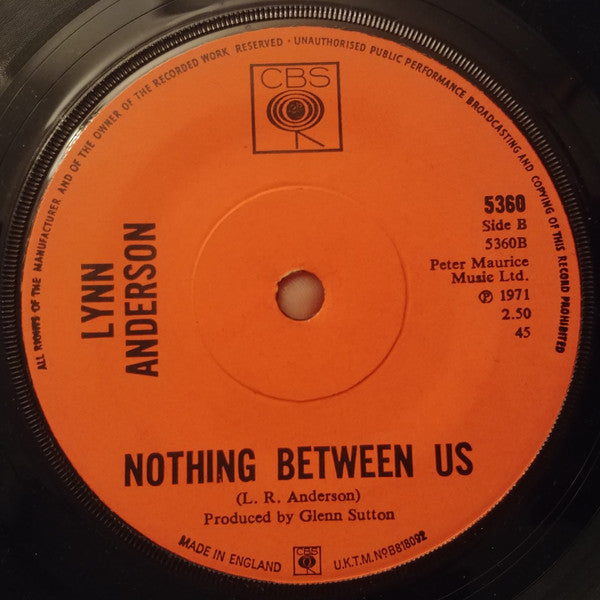 ALL RIGHTS OF THE MANUFACTURER AND OF THE OWNER OF THE RECORDED WORK RESERVED · UNAUTHORISED PUBLIC PERFORMANCE BROADCASTING AND COPYING OF THIS RECORD PROHIBITED
CBS
LYNN
ANDERSON
5360
Side B
5360B
Peter Maurice
Music Ltd.
℗ 1971
2.50
45
NOTHING BETWEEN US
(L. R. Anderson)
Produced by Glenn Sutton
MADE IN ENGLAND
CBS
U.K.T.M. No B818092